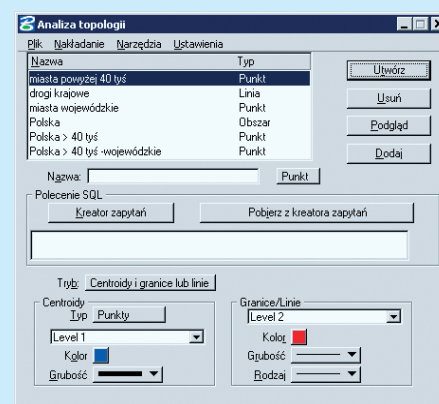 Analiza topologii
Plik Nakładanie Narzędzia Ustawienia
Nazwa Typ
miasta powyżej 40 tyś Punkt
drogi krajowe Linia
miasta wojewódzkie Punkt
Polska Obszar
Polska > 40 tyś Punkt
Polska > 40 tyś -wojewódzkie Punkt
Utwórz
Usuń
Podgląd
Dodaj
Nazwa: Punkt
Polecenie SQL
Kreator zapytań Pobierz z kreatora zapytań
Tryb: Centroidy i granice lub linie
Centroidy Granice/Linie
Typ Punkty Level 2
Level 1 Kolor
Kolor Grubość
Grubość Rodzaj